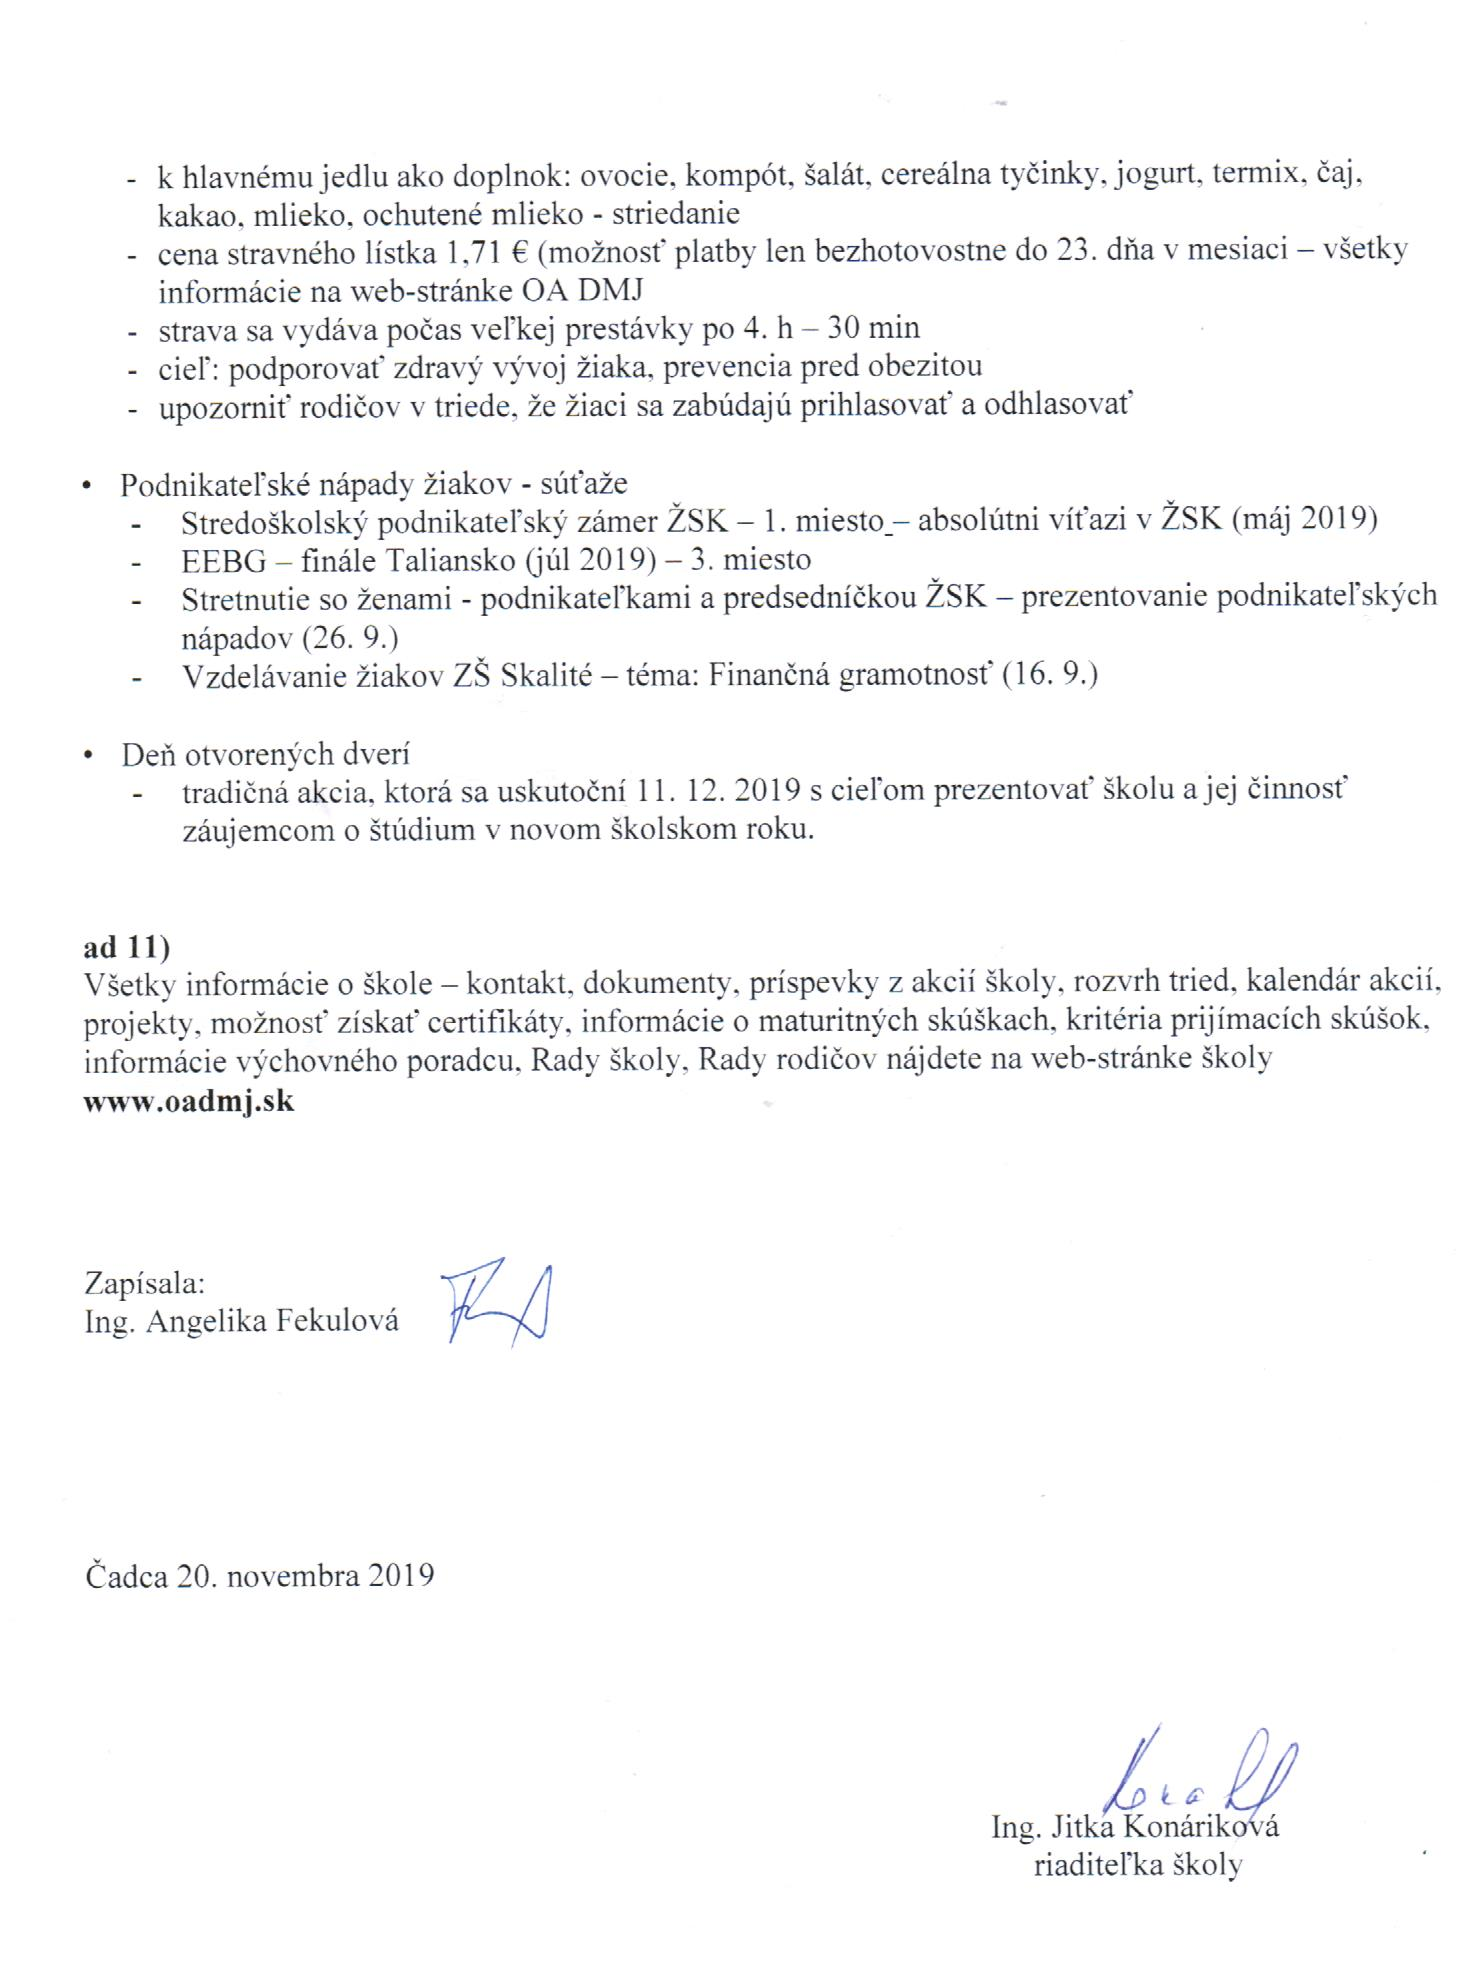 - k hlavnému jedlu ako doplnok: ovocie, kompót, šalát, cereálna tyčinky, jogurt, termix, čaj,
kakao, mlieko, ochutené mlieko - striedanie
- cena stravného lístka 1,71 € (možnosť platby len bezhotovostne do 23. dňa v mesiaci – všetky
informácie na web-stránke OA DMJ
- strava sa vydáva počas veľkej prestávky po 4. h – 30 min
- cieľ: podporovať zdravý vývoj žiaka, prevencia pred obezitou
- upozorniť rodičov v triede, že žiaci sa zabúdajú prihlasovať a odhlasovať
• Podnikateľské nápady žiakov - súťaže
- Stredoškolský podnikateľský zámer ŽSK – 1. miesto – absolútni víťazi v ŽSK (máj 2019)
- EEBG – finále Taliansko (júl 2019) – 3. miesto
- Stretnutie so ženami - podnikateľkami a predsedníčkou ŽSK – prezentovanie podnikateľských
nápadov (26. 9.)
- Vzdelávanie žiakov ZŠ Skalité – téma: Finančná gramotnosť (16. 9.)
• Deň otvorených dverí
- tradičná akcia, ktorá sa uskutoční 11. 12. 2019 s cieľom prezentovať školu a jej činnosť
záujemcom o štúdium v novom školskom roku.
ad 11)
Všetky informácie o škole – kontakt, dokumenty, príspevky z akcií školy, rozvrh tried, kalendár akcií,
projekty, možnosť získať certifikáty, informácie o maturitných skúškach, kritéria prijímacích skúšok,
informácie výchovného poradcu, Rady školy, Rady rodičov nájdete na web-stránke školy
www.oadmj.sk
Zapísala:
Ing. Angelika Fekulová
Čadca 20. novembra 2019
Ing. Jitka Konáriková
riaditeľka školy